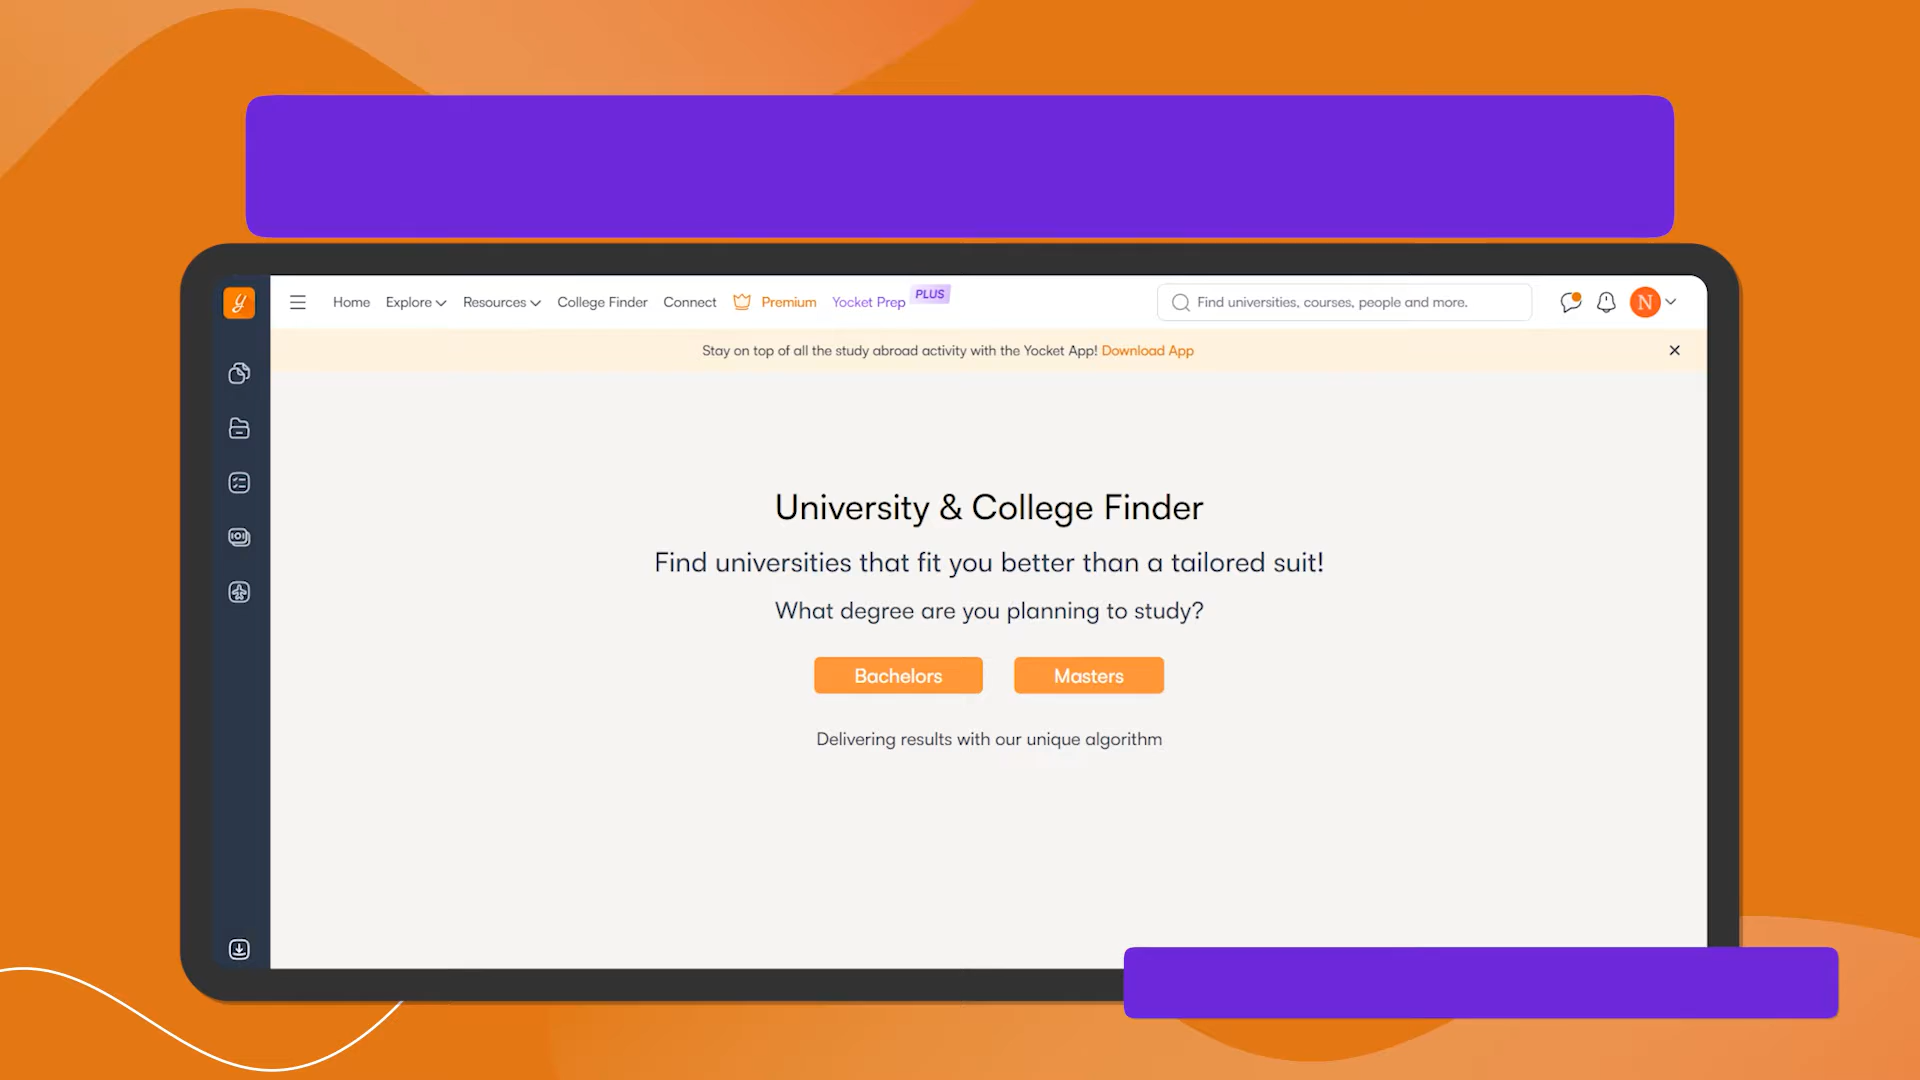 Home Explore Resources College Finder Connect Premium Yocket Prep PLUS Find universities, courses, people and more. N
Stay on top of all the study abroad activity with the Yocket App! Download App
University & College Finder
Find universities that fit you better than a tailored suit!
What degree are you planning to study?
Bachelors Masters
Delivering results with our unique algorithm